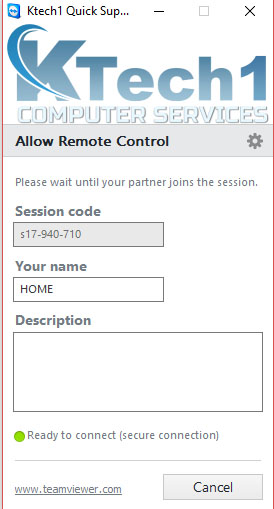 Ktech1 Quick Sup...
KTech1
COMPUTER SERVICES
Allow Remote Control
Please wait until your partner joins the session.
Session code
s17-940-710
Your name
HOME
Description
Ready to connect (secure connection)
www.teamviewer.com
Cancel